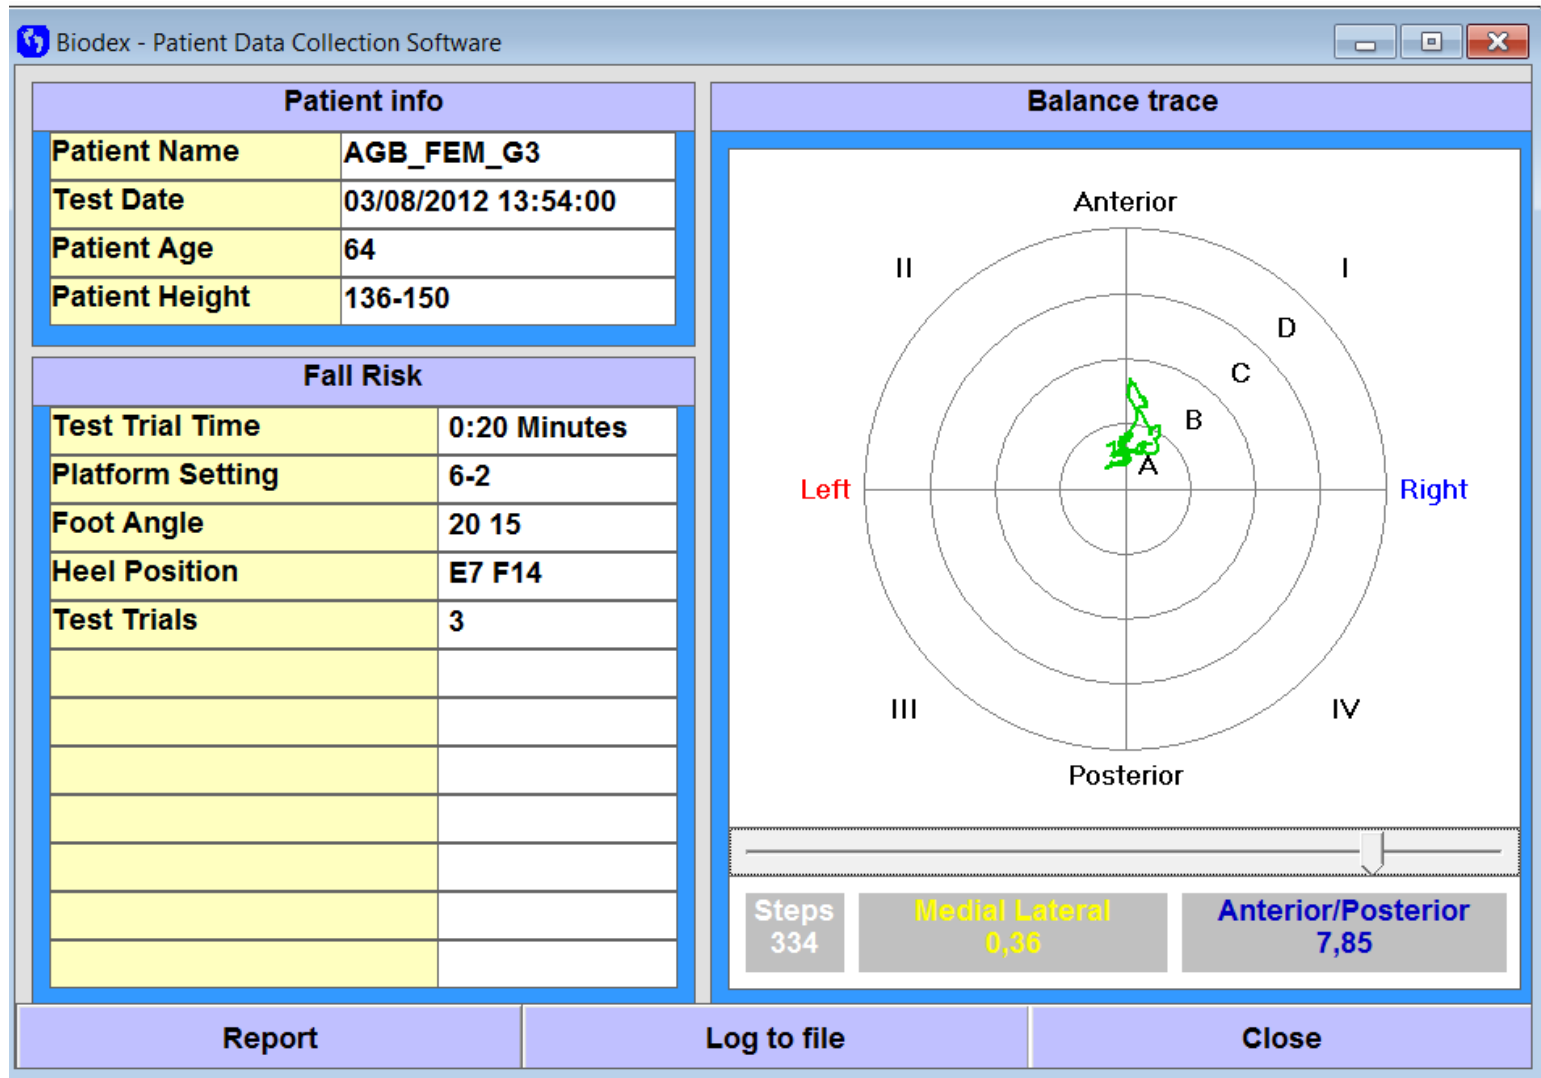 Biodex - Patient Data Collection Software
Patient info
Patient Name AGB_FEM_G3
Test Date 03/08/2012 13:54:00
Patient Age 64
Patient Height 136-150
Fall Risk
Test Trial Time 0:20 Minutes
Platform Setting 6-2
Foot Angle 20 15
Heel Position E7 F14
Test Trials 3
Balance trace
Anterior
II I
D
C
B
A
Left Right
III IV
Posterior
Steps Medial Lateral Anterior/Posterior
334 0,36 7,85
Report Log to file Close